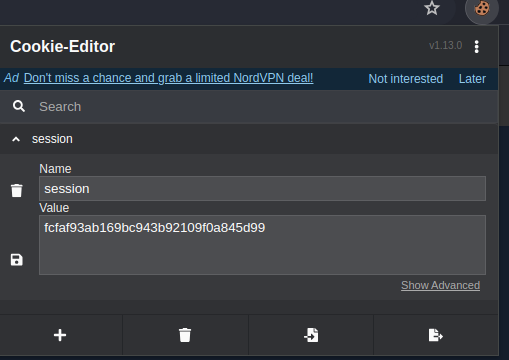 Cookie-Editor v1.13.0
Ad Don't miss a chance and grab a limited NordVPN deal! Not interested Later
Search
session
Name
session
Value
fcfaf93ab169bc943b92109f0a845d99
Show Advanced